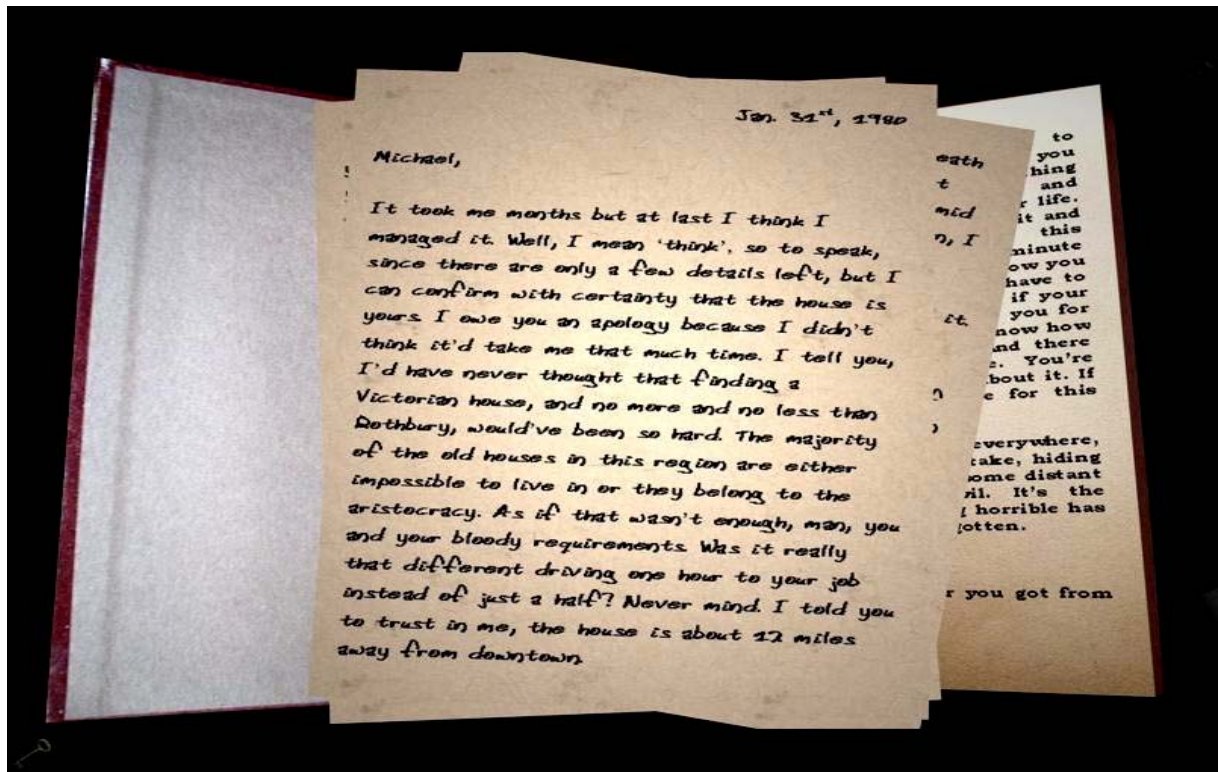 Jan. 31st, 1980
Michael,
It took me months but at last I think I
managed it. Well, I mean 'think', so to speak,
since there are only a few details left, but I
can confirm with certainty that the house is
yours. I owe you an apology because I didn't
think it'd take me that much time. I tell you,
I'd have never thought that finding a
Victorian house, and no more and no less than
Rothbury, would've been so hard. The majority
of the old houses in this region are either
impossible to live in or they belong to the
aristocracy. As if that wasn't enough, man, you
and your bloody requirements. Was it really
that different driving one hour to your job
instead of just a half? Never mind. I told you
to trust in me, the house is about 12 miles
away from downtown.
eath
t
mid
n, I
it.
to
you
hing
and
r life.
it and
this
minute
ow you
have to
if your
you for
now how
nd there
e. You're
bout it. If
e for this
everywhere,
take, hiding
ome distant
vil. It's the
horrible has
gotten.
r you got from